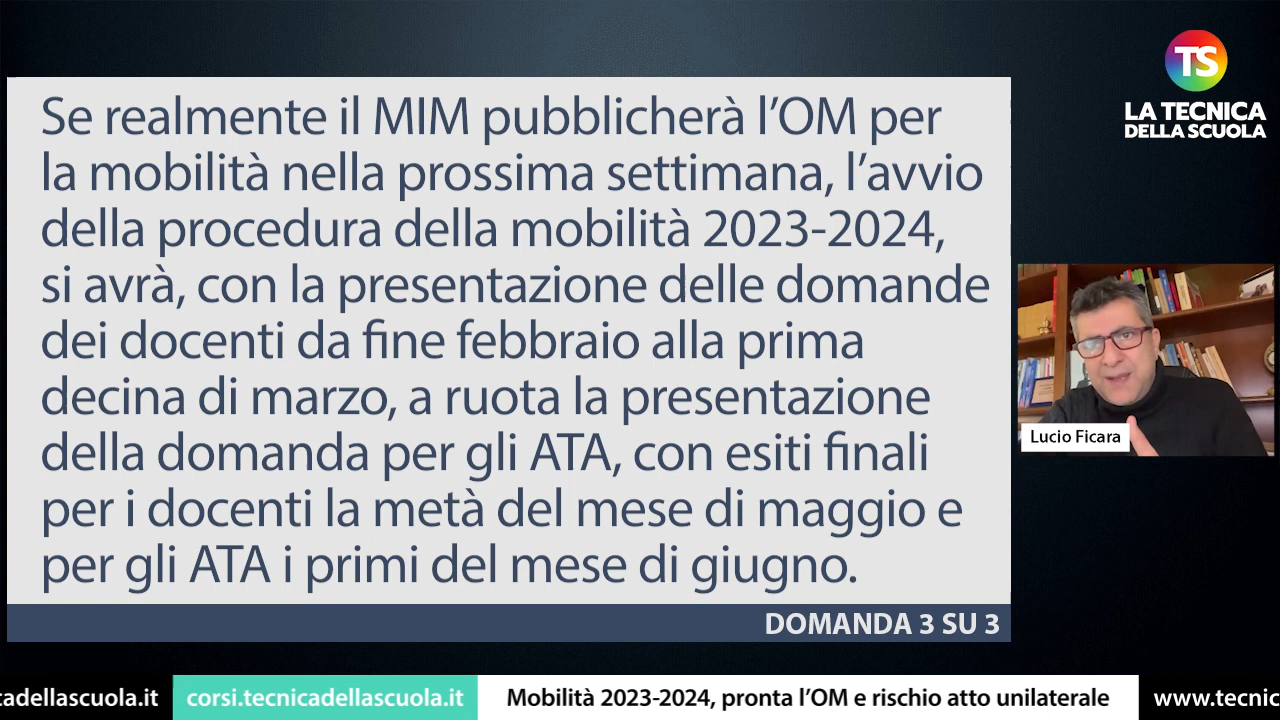 TS
LA TECNICA
DELLA SCUOLA
Se realmente il MIM pubblicherà l’OM per
la mobilità nella prossima settimana, l’avvio
della procedura della mobilità 2023-2024,
si avrà, con la presentazione delle domande
dei docenti da fine febbraio alla prima
decina di marzo, a ruota la presentazione
della domanda per gli ATA, con esiti finali
per i docenti la metà del mese di maggio e
per gli ATA i primi del mese di giugno.
DOMANDA 3 SU 3
Lucio Ficara
cadellascuola.it corsi.tecnicadellascuola.it Mobilità 2023-2024, pronta l’OM e rischio atto unilaterale www.tecnic